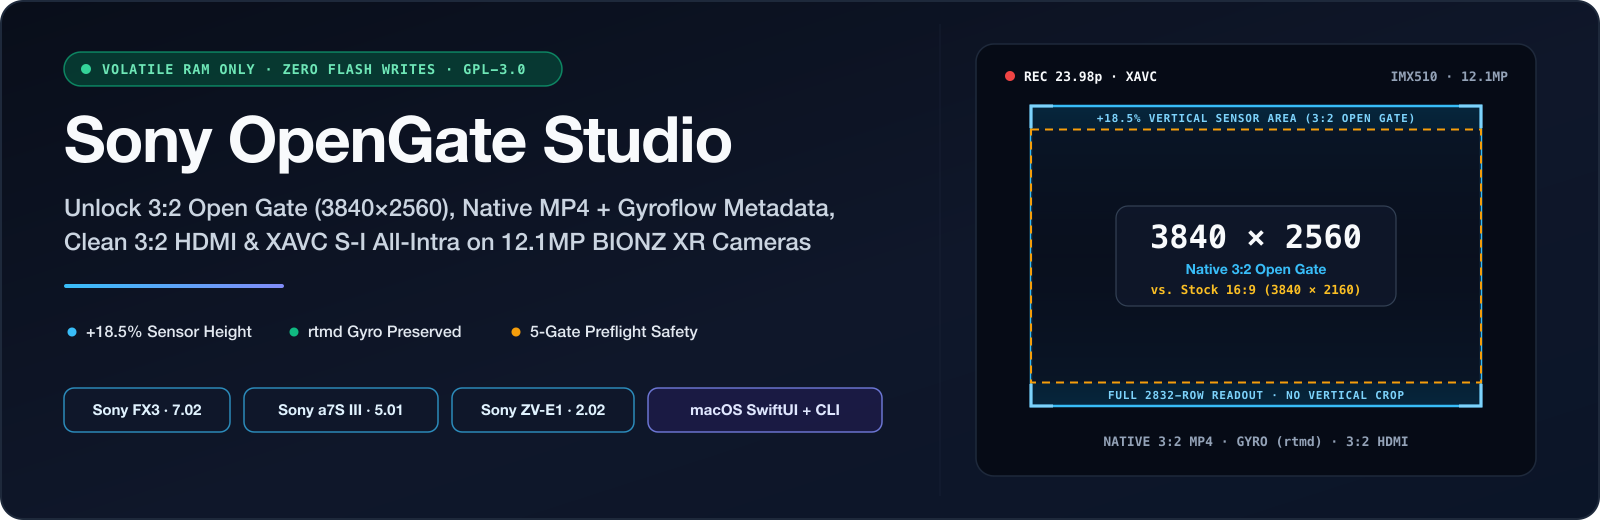 VOLATILE RAM ONLY · ZERO FLASH WRITES · GPL-3.0
Sony OpenGate Studio
Unlock 3:2 Open Gate (3840×2560), Native MP4 + Gyroflow Metadata,
Clean 3:2 HDMI & XAVC S-I All-Intra on 12.1MP BIONZ XR Cameras
+18.5% Sensor Height
rtmd Gyro Preserved
5-Gate Preflight Safety
Sony FX3 · 7.02
Sony a7S III · 5.01
Sony ZV-E1 · 2.02
macOS SwiftUI + CLI
REC 23.98p · XAVC
IMX510 · 12.1MP
+18.5% VERTICAL SENSOR AREA (3:2 OPEN GATE)
3840 × 2560
Native 3:2 Open Gate
vs. Stock 16:9 (3840 × 2160)
FULL 2832-ROW READOUT · NO VERTICAL CROP
NATIVE 3:2 MP4 · GYRO (rtmd) · 3:2 HDMI